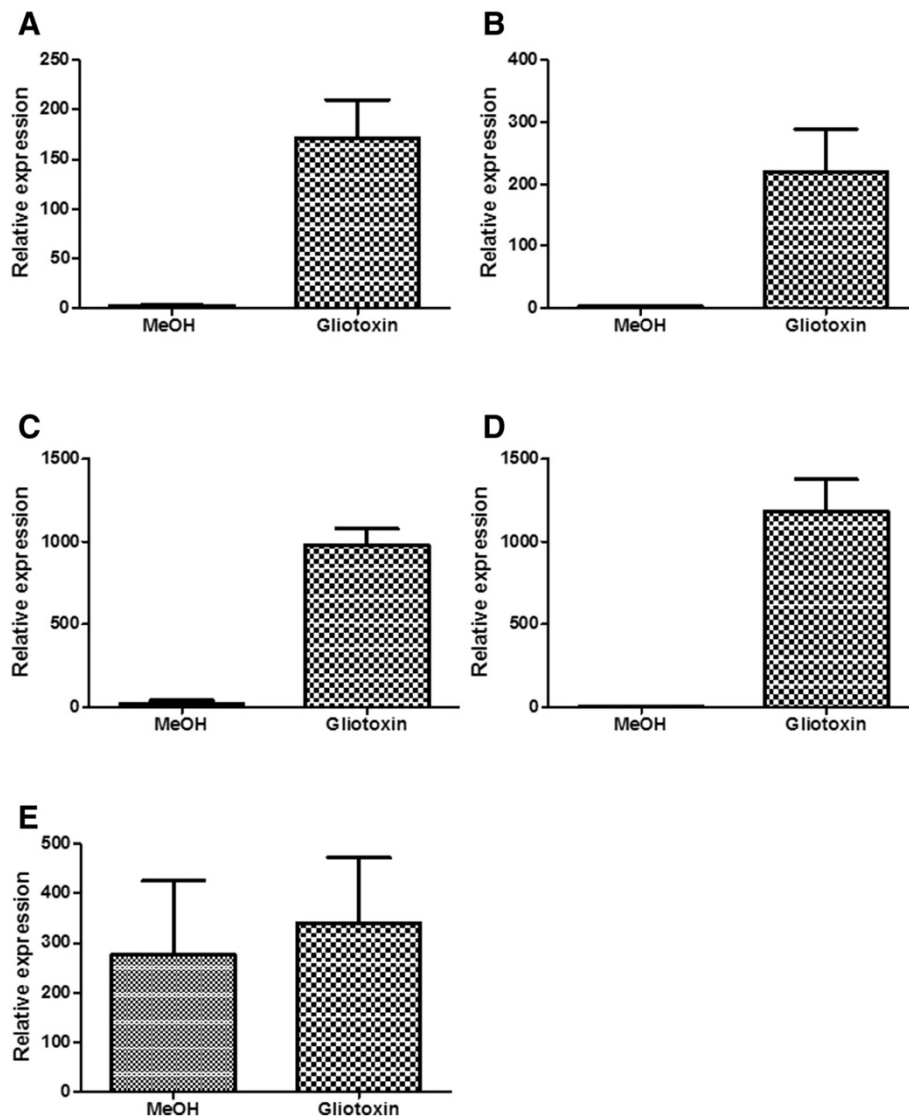 A
Relative expression
250
200
150
100
50
0
MeOH
Gliotoxin
B
Relative expression
400
300
200
100
0
MeOH
Gliotoxin
C
Relative expression
1500
1000
500
0
MeOH
Gliotoxin
D
Relative expression
1500
1000
500
0
MeOH
Gliotoxin
E
Relative expression
500
400
300
200
100
0
MeOH
Gliotoxin